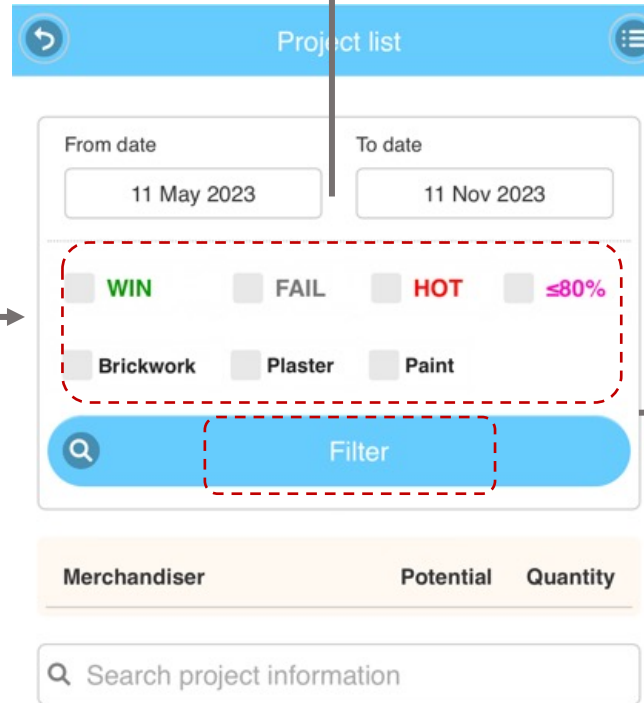 Project list
From date To date
11 May 2023 11 Nov 2023
WIN FAIL HOT ≤80%
Brickwork Plaster Paint
Filter
Merchandiser Potential Quantity
Search project information